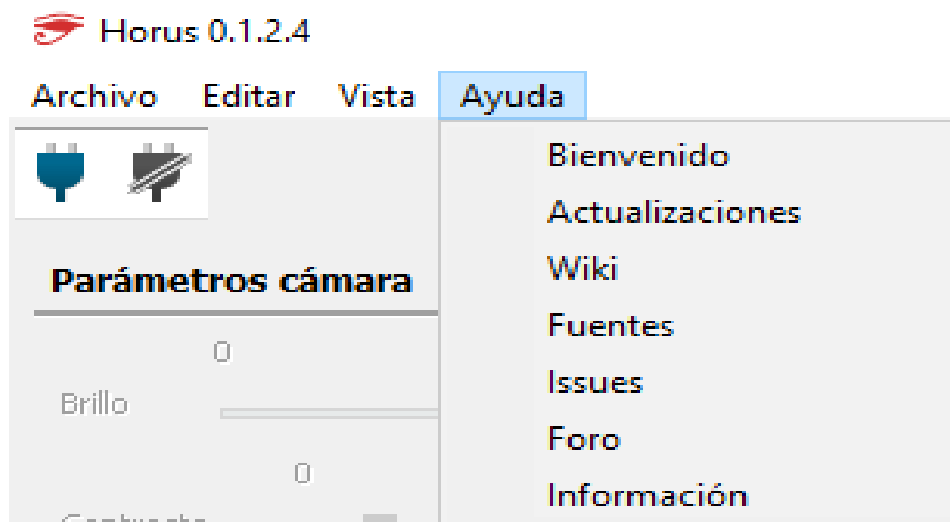 Horus 0.1.2.4
Archivo Editar Vista Ayuda
Bienvenido
Actualizaciones
Wiki
Fuentes
Issues
Foro
Información
Parámetros cámara
0
Brillo
0